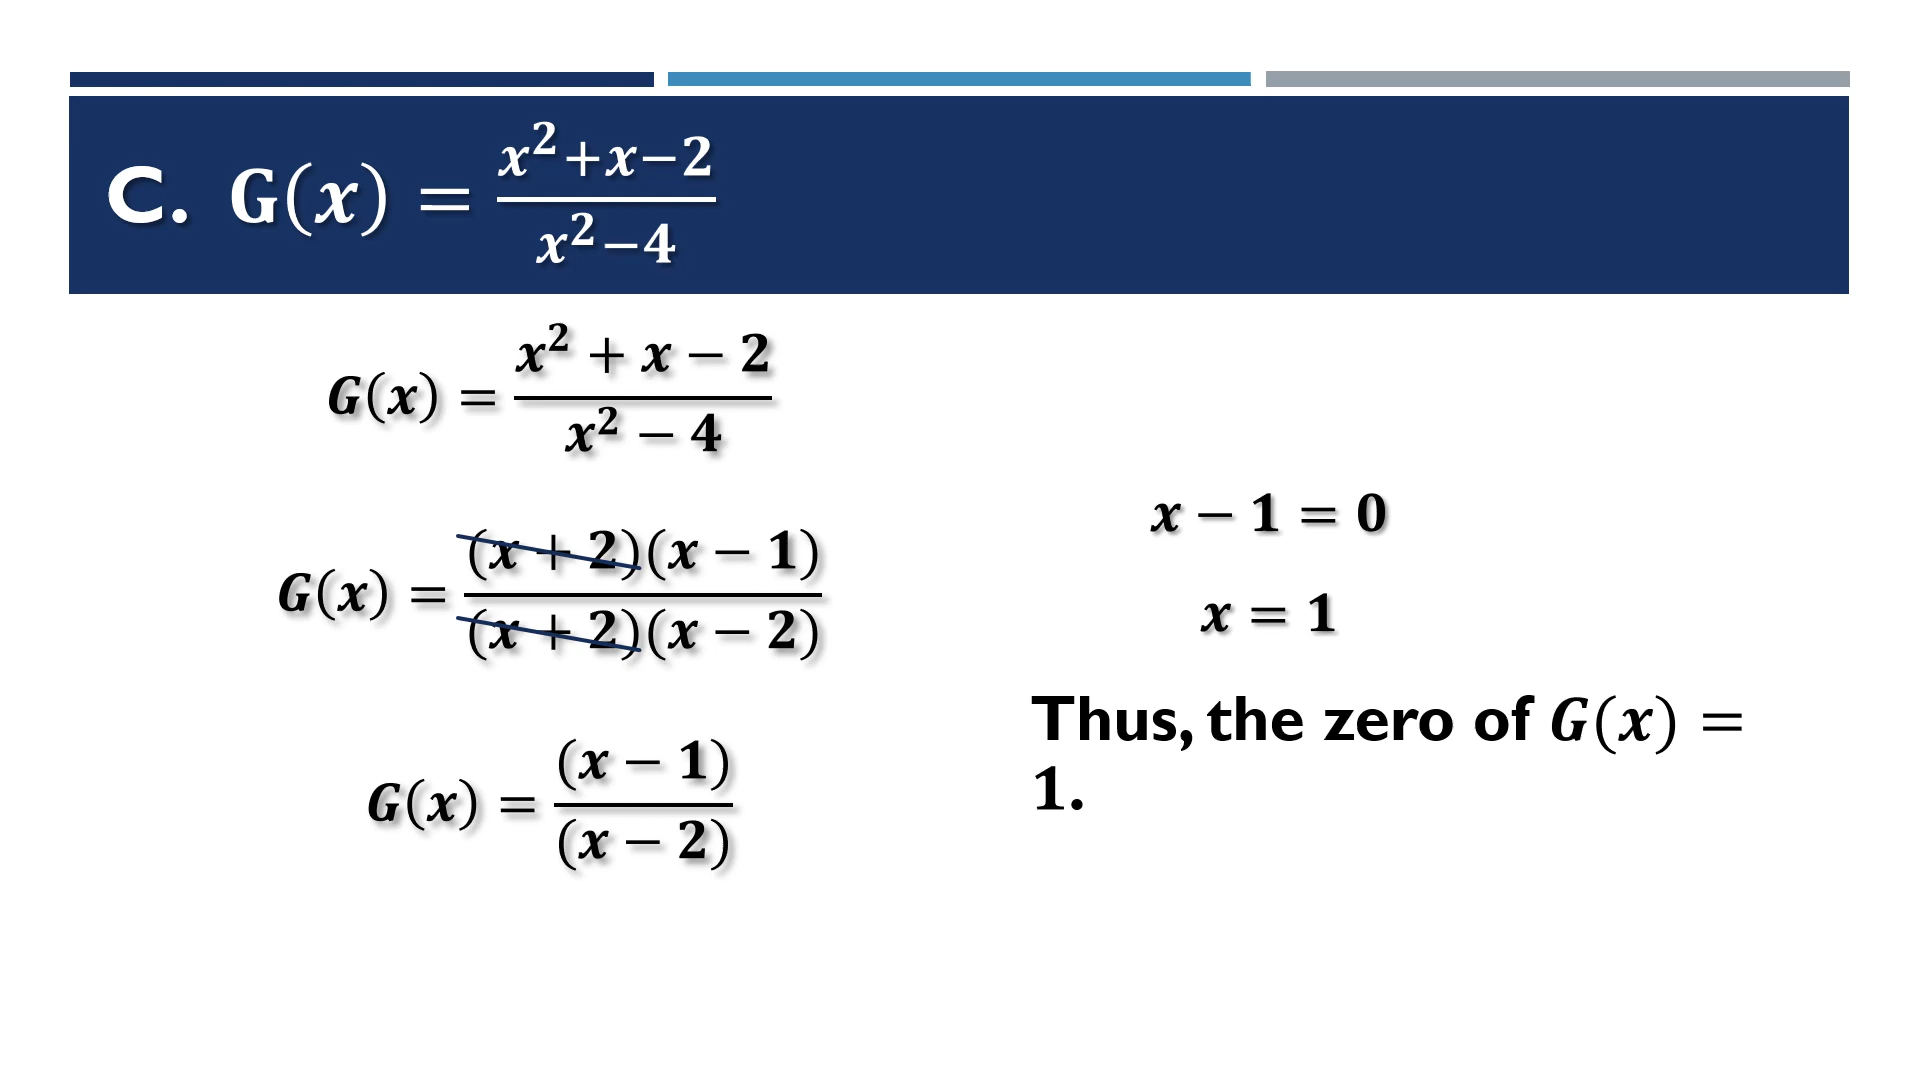 C. G(x) = (x²+x−2)/(x²−4)
G(x) = (x² + x − 2)/(x² − 4)
G(x) = ((x + 2)(x − 1))/((x + 2)(x − 2))
G(x) = (x − 1)/(x − 2)
x − 1 = 0
x = 1
Thus, the zero of G(x) =
1.